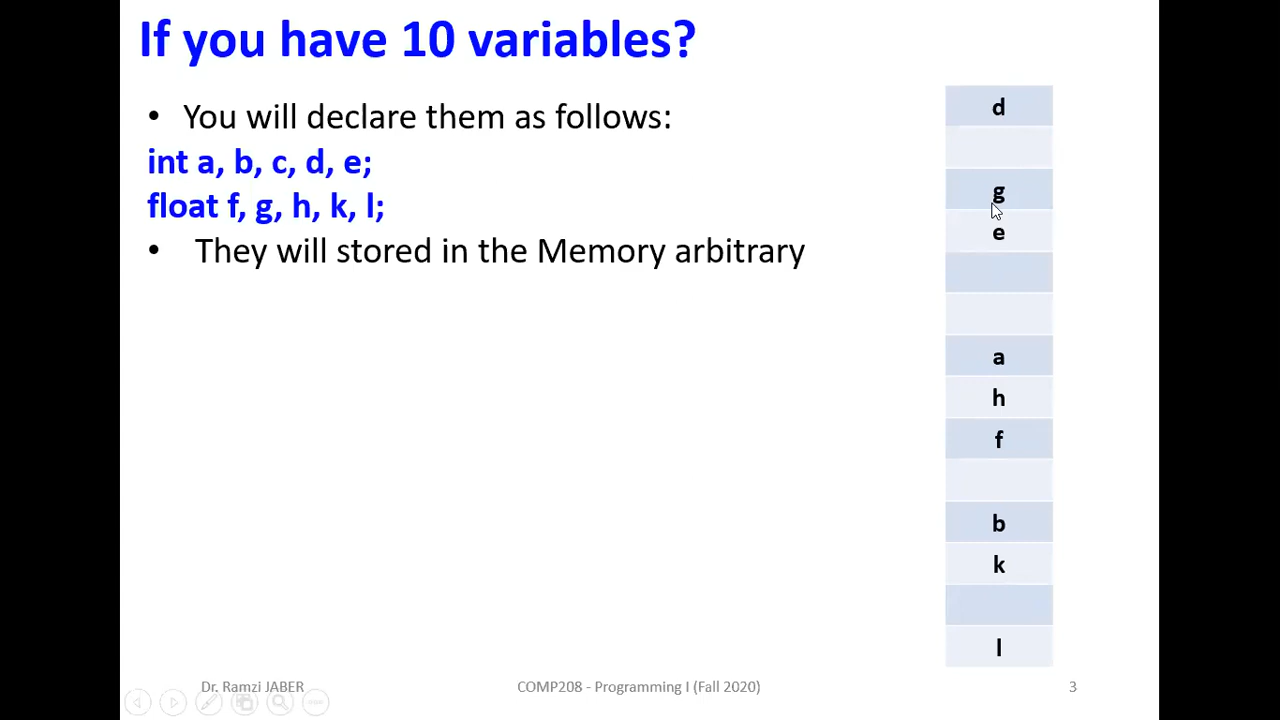 If you have 10 variables?
• You will declare them as follows:
int a, b, c, d, e;
float f, g, h, k, l;
• They will stored in the Memory arbitrary
d
g
e
a
h
f
b
k
l
Dr. Ramzi JABER
COMP208 - Programming I (Fall 2020)
3